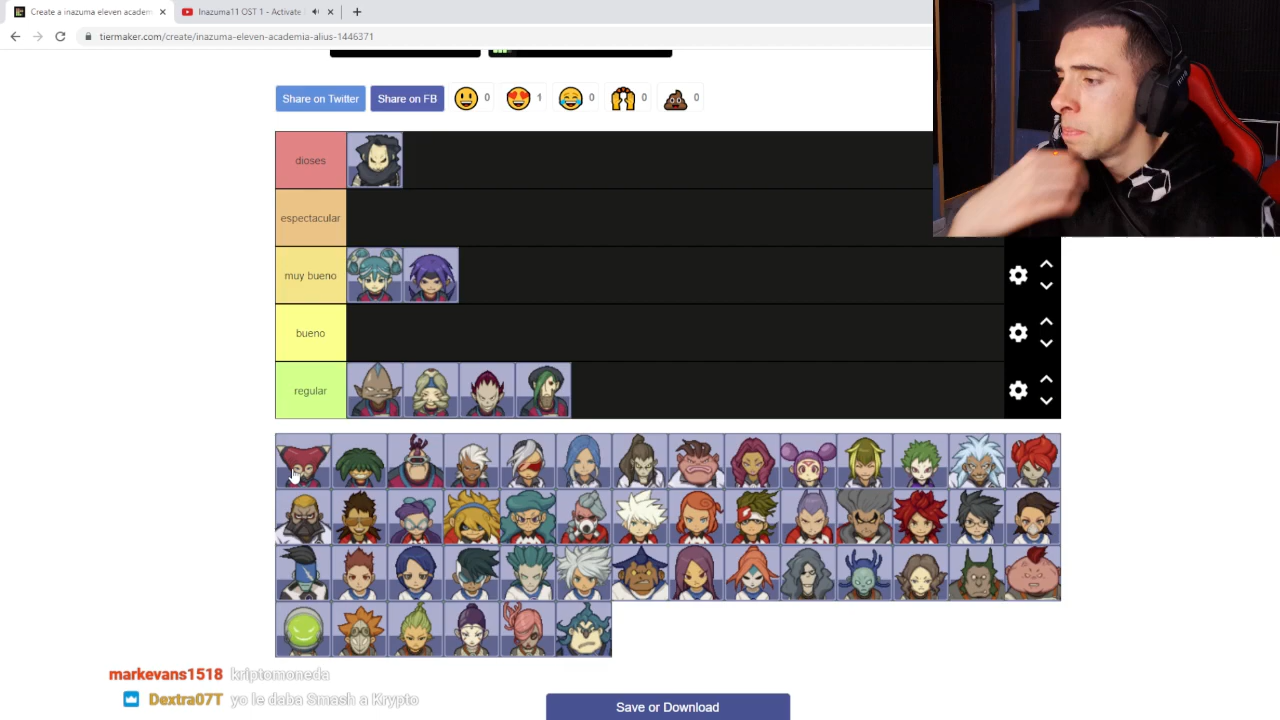 Create a inazuma eleven academ
Inazuma11 OST 1 - Activate
tiermaker.com/create/inazuma-eleven-academia-alius-1446371
Share on Twitter
Share on FB
0
1
0
0
0
dioses
espectacular
muy bueno
bueno
regular
markevans1518 kriptomoneda
Dextra07T yo le daba Smash a Krypto
Save or Download